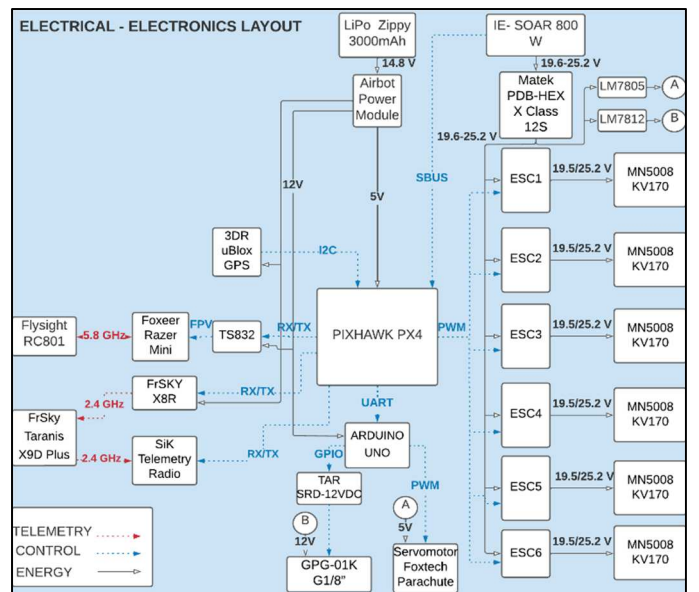 ELECTRICAL - ELECTRONICS LAYOUT
LiPo Zippy
3000mAh
IE- SOAR 800
W
14.8 V
19.6-25.2 V
Airbot
Power
Module
Matek
PDB-HEX
X Class
12S
LM7805
A
LM7812
B
19.6-25.2 V
12V
5V
SBUS
ESC1
19.5/25.2 V
MN5008
KV170
3DR
uBlox
GPS
I2C
ESC2
19.5/25.2 V
MN5008
KV170
Flysight
RC801
5.8 GHz
Foxeer
Razer
Mini
FPV
TS832
RX/TX
PIXHAWK PX4
PWM
ESC3
19.5/25.2 V
MN5008
KV170
FrSKY
X8R
RX/TX
2.4 GHz
UART
ESC4
19.5/25.2 V
MN5008
KV170
FrSky
Taranis
X9D Plus
2.4 GHz
SiK
Telemetry
Radio
RX/TX
ARDUINO
UNO
GPIO
PWM
ESC5
19.5/25.2 V
MN5008
KV170
TAR
SRD-12VDC
B
12V
A
5V
ESC6
19.5/25.2 V
MN5008
KV170
GPG-01K
G1/8"
Servomotor
Foxtech
Parachute
TELEMETRY
CONTROL
ENERGY